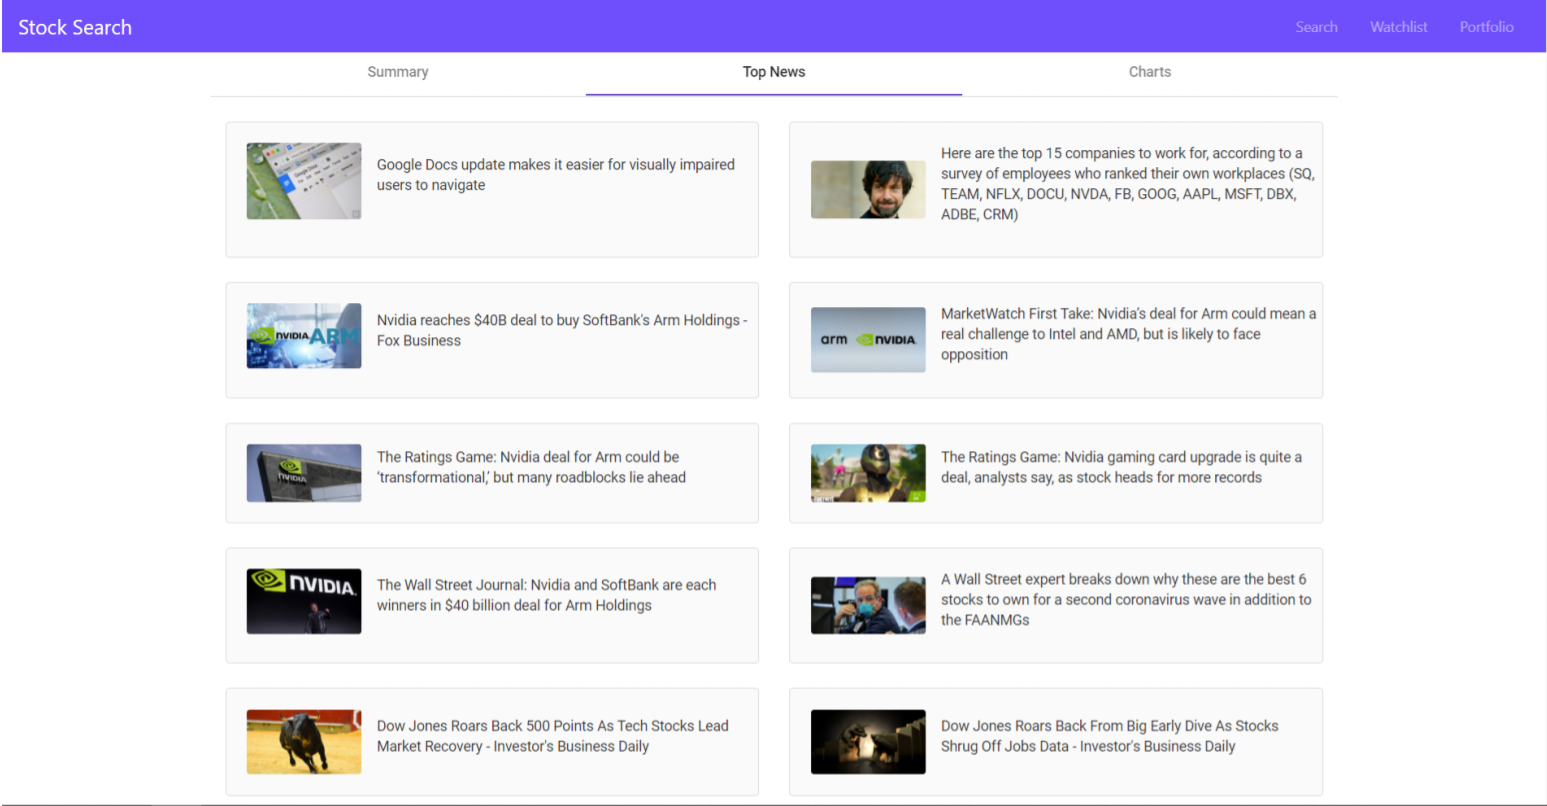 Stock Search
Search
Watchlist
Portfolio
Summary
Top News
Charts
Google Docs
Google Docs update makes it easier for visually impaired
users to navigate
Here are the top 15 companies to work for, according to a
survey of employees who ranked their own workplaces (SQ,
TEAM, NFLX, DOCU, NVDA, FB, GOOG, AAPL, MSFT, DBX,
ADBE, CRM)
NVIDIA ARM
Nvidia reaches $40B deal to buy SoftBank's Arm Holdings -
Fox Business
arm NVIDIA.
MarketWatch First Take: Nvidia’s deal for Arm could mean a
real challenge to Intel and AMD, but is likely to face
opposition
NVIDIA
The Ratings Game: Nvidia deal for Arm could be
‘transformational,’ but many roadblocks lie ahead
FORTNITE
The Ratings Game: Nvidia gaming card upgrade is quite a
deal, analysts say, as stock heads for more records
NVIDIA.
The Wall Street Journal: Nvidia and SoftBank are each
winners in $40 billion deal for Arm Holdings
A Wall Street expert breaks down why these are the best 6
stocks to own for a second coronavirus wave in addition to
the FAANMGs
Dow Jones Roars Back 500 Points As Tech Stocks Lead
Market Recovery - Investor's Business Daily
Dow Jones Roars Back From Big Early Dive As Stocks
Shrug Off Jobs Data - Investor's Business Daily